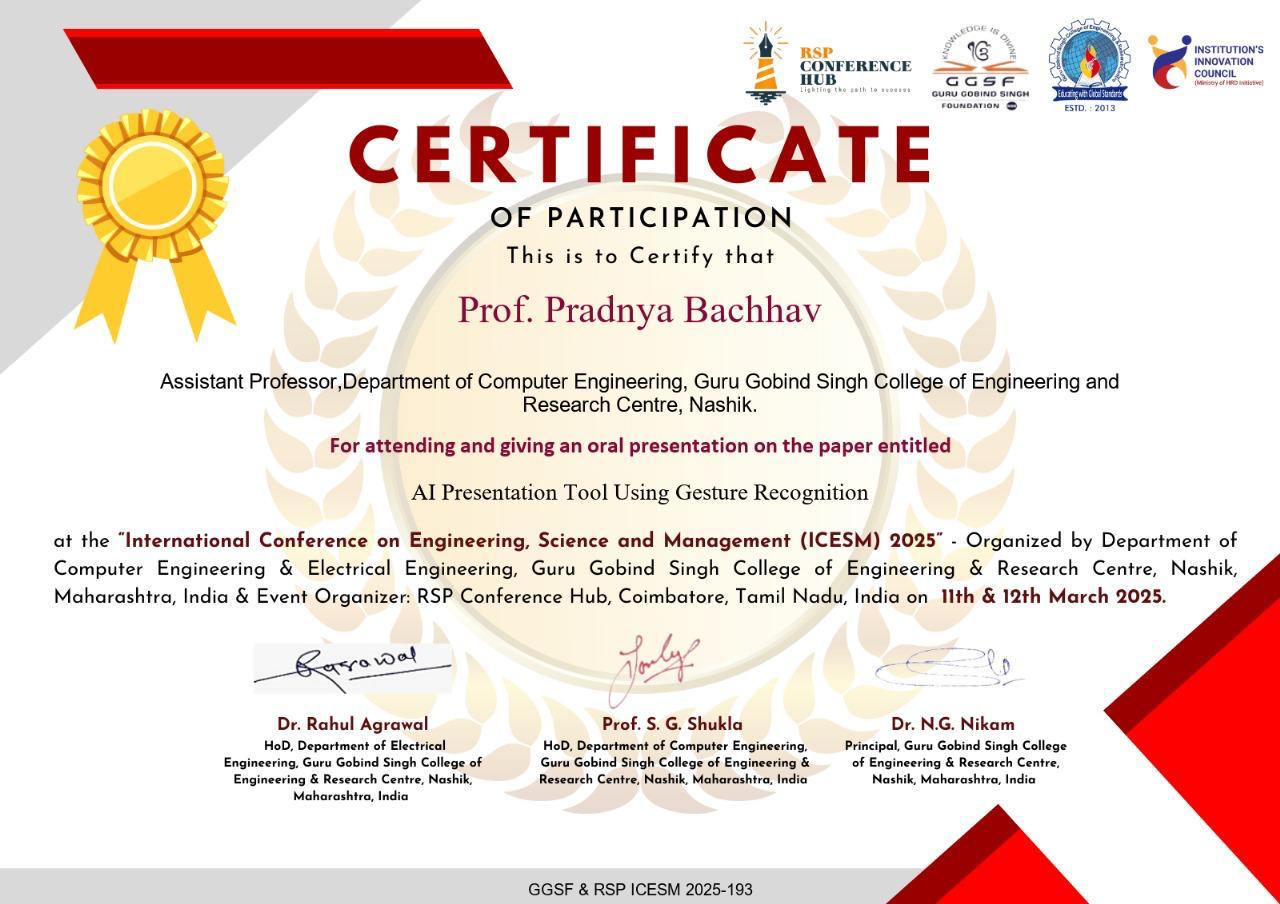 RSP
CONFERENCE
HUB
Lighting the path to success
KNOWLEDGE IS DIVINE
GGSF
GURU GOBIND SINGH
FOUNDATION
Educating with Global Standards
ESTD. : 2013
INSTITUTION'S
INNOVATION
COUNCIL
(Ministry of HRD Initiative)
CERTIFICATE
OF PARTICIPATION
This is to Certify that
Prof. Pradnya Bachhav
Assistant Professor,Department of Computer Engineering, Guru Gobind Singh College of Engineering and
Research Centre, Nashik.
For attending and giving an oral presentation on the paper entitled
AI Presentation Tool Using Gesture Recognition
at the "International Conference on Engineering, Science and Management (ICESM) 2025" - Organized by Department of
Computer Engineering & Electrical Engineering, Guru Gobind Singh College of Engineering & Research Centre, Nashik,
Maharashtra, India & Event Organizer: RSP Conference Hub, Coimbatore, Tamil Nadu, India on 11th & 12th March 2025.
Dr. Rahul Agrawal
HoD, Department of Electrical
Engineering, Guru Gobind Singh College of
Engineering & Research Centre, Nashik,
Maharashtra, India
Prof. S. G. Shukla
HoD, Department of Computer Engineering,
Guru Gobind Singh College of Engineering &
Research Centre, Nashik, Maharashtra, India
Dr. N.G. Nikam
Principal, Guru Gobind Singh College
of Engineering & Research Centre,
Nashik, Maharashtra, India
GGSF & RSP ICESM 2025-193